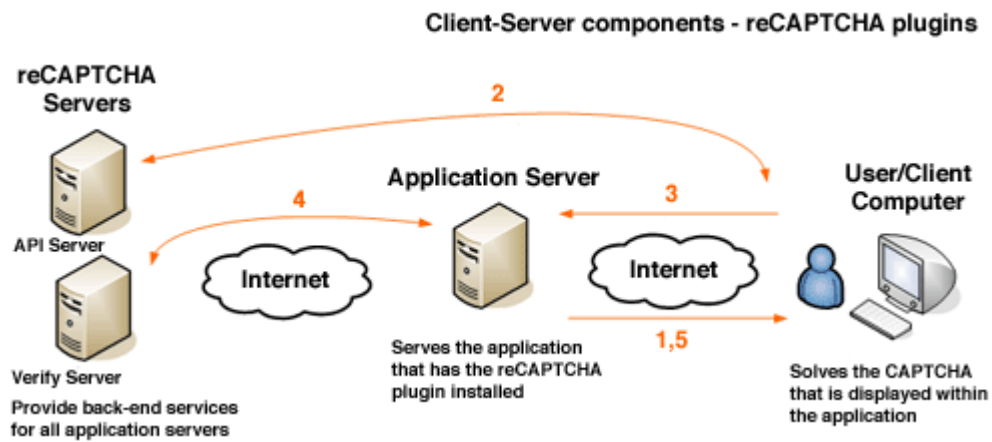 Client-Server components - reCAPTCHA plugins
reCAPTCHA
Servers
2
Application Server
User/Client
Computer
4
3
API Server
Internet
Internet
1,5
Verify Server
Serves the application
that has the reCAPTCHA
plugin installed
Solves the CAPTCHA
that is displayed within
the application
Provide back-end services
for all application servers